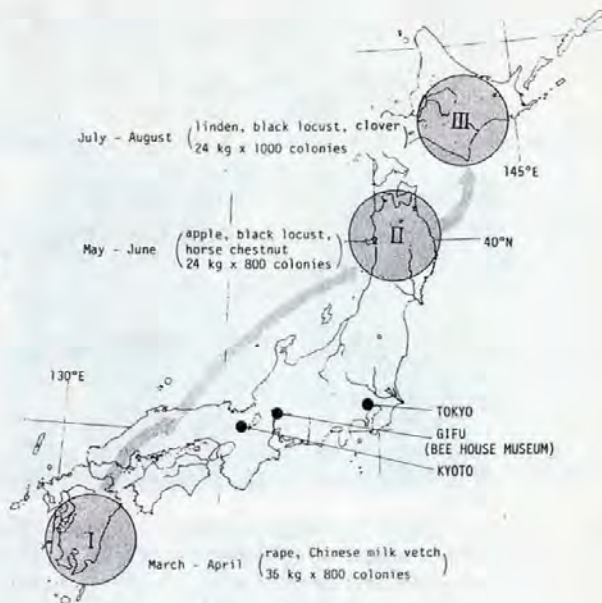 III
July - August
linden, black locust, clover
24 kg x 1000 colonies
145°E
II
May - June
apple, black locust,
horse chestnut
24 kg x 800 colonies
40°N
130°E
TOKYO
GIFU
(BEE HOUSE MUSEUM)
KYOTO
I
March - April
rape, Chinese milk vetch
36 kg x 800 colonies